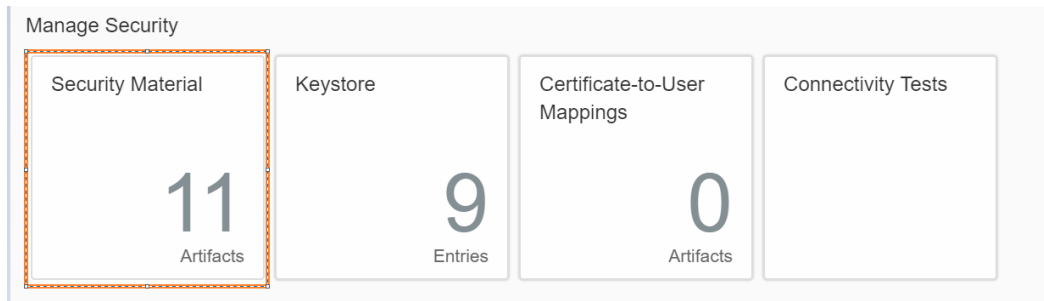 Manage Security
Security Material
11
Artifacts
Keystore
9
Entries
Certificate-to-User
Mappings
0
Artifacts
Connectivity Tests